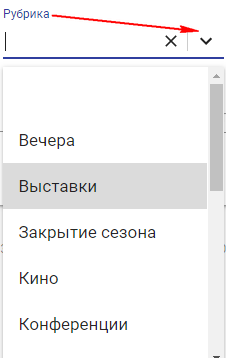 Рубрика
Вечера
Выставки
Закрытие сезона
Кино
Конференции